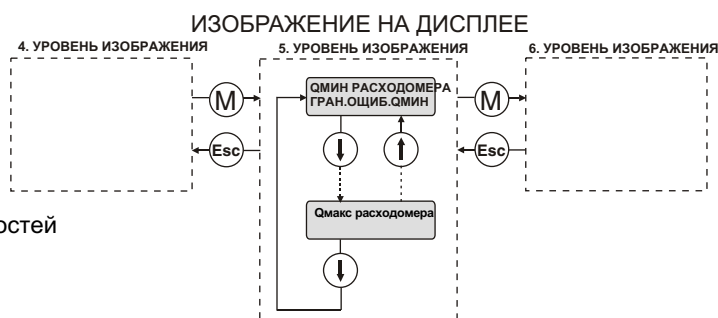 ИЗОБРАЖЕНИЕ НА ДИСПЛЕЕ
4. УРОВЕНЬ ИЗОБРАЖЕНИЯ
5. УРОВЕНЬ ИЗОБРАЖЕНИЯ
6. УРОВЕНЬ ИЗОБРАЖЕНИЯ
QМИН РАСХОДОМЕРА
ГРАН.ОЩИБ.QМИН
M
M
Esc
Esc
Qмакс расходомера
остей